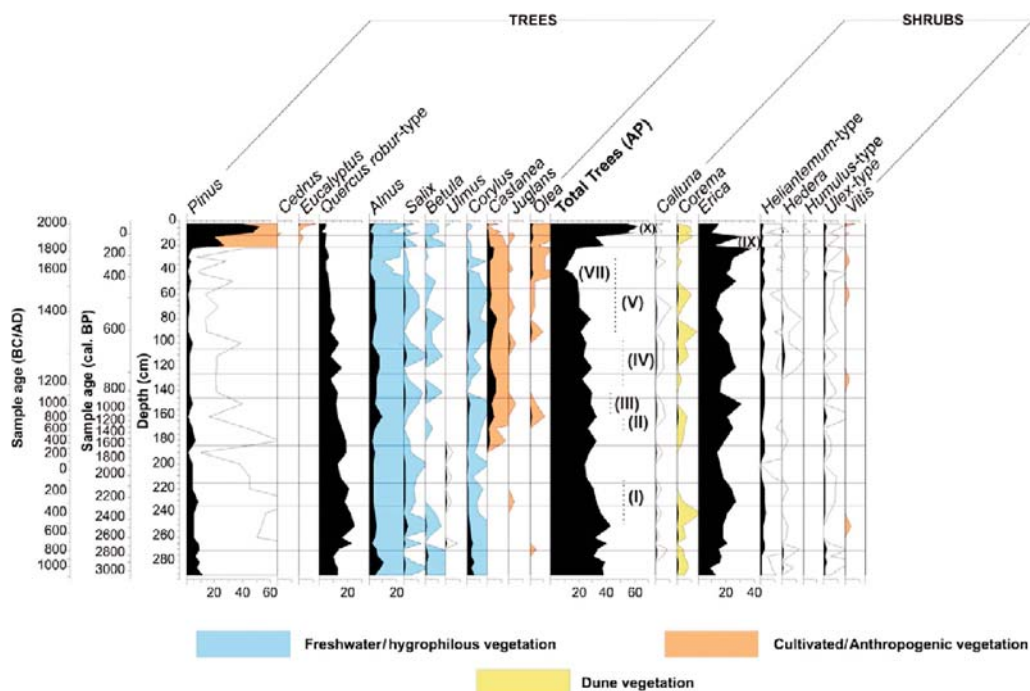 TREES SHRUBS
Pinus
Cedrus
Eucalyptus
Quercus robur-type
Alnus
Salix
Betula
Ulmus
Corylus
Castanea
Juglans
Olea
Total Trees (AP)
Calluna
Corema
Erica
Heliantemum-type
Hedera
Humulus-type
Ulex-type
Vitis
Sample age (BC/AD)
2000
1800
1600
1400
1200
1000
800
600
400
200
0
200
400
600
800
1000
Sample age (cal. BP)
0
200
400
600
800
1000
1200
1400
1600
1800
2000
2200
2400
2600
2800
3000
Depth (cm)
0
20
40
60
80
100
120
140
160
180
200
220
240
260
280
(X)
(IX)
(VII)
(V)
(IV)
(III)
(II)
(I)
20 40 60 20 20 20 40 60 20 40
Freshwater/hygrophilous vegetation
Cultivated/Anthropogenic vegetation
Dune vegetation